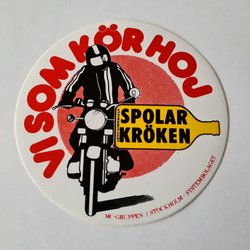 VI SOM KÖR HOJ
SPOLAR
KRÖKEN
MC-GRUPPEN I STOCKHOLM - SYSTEMBOLAGET